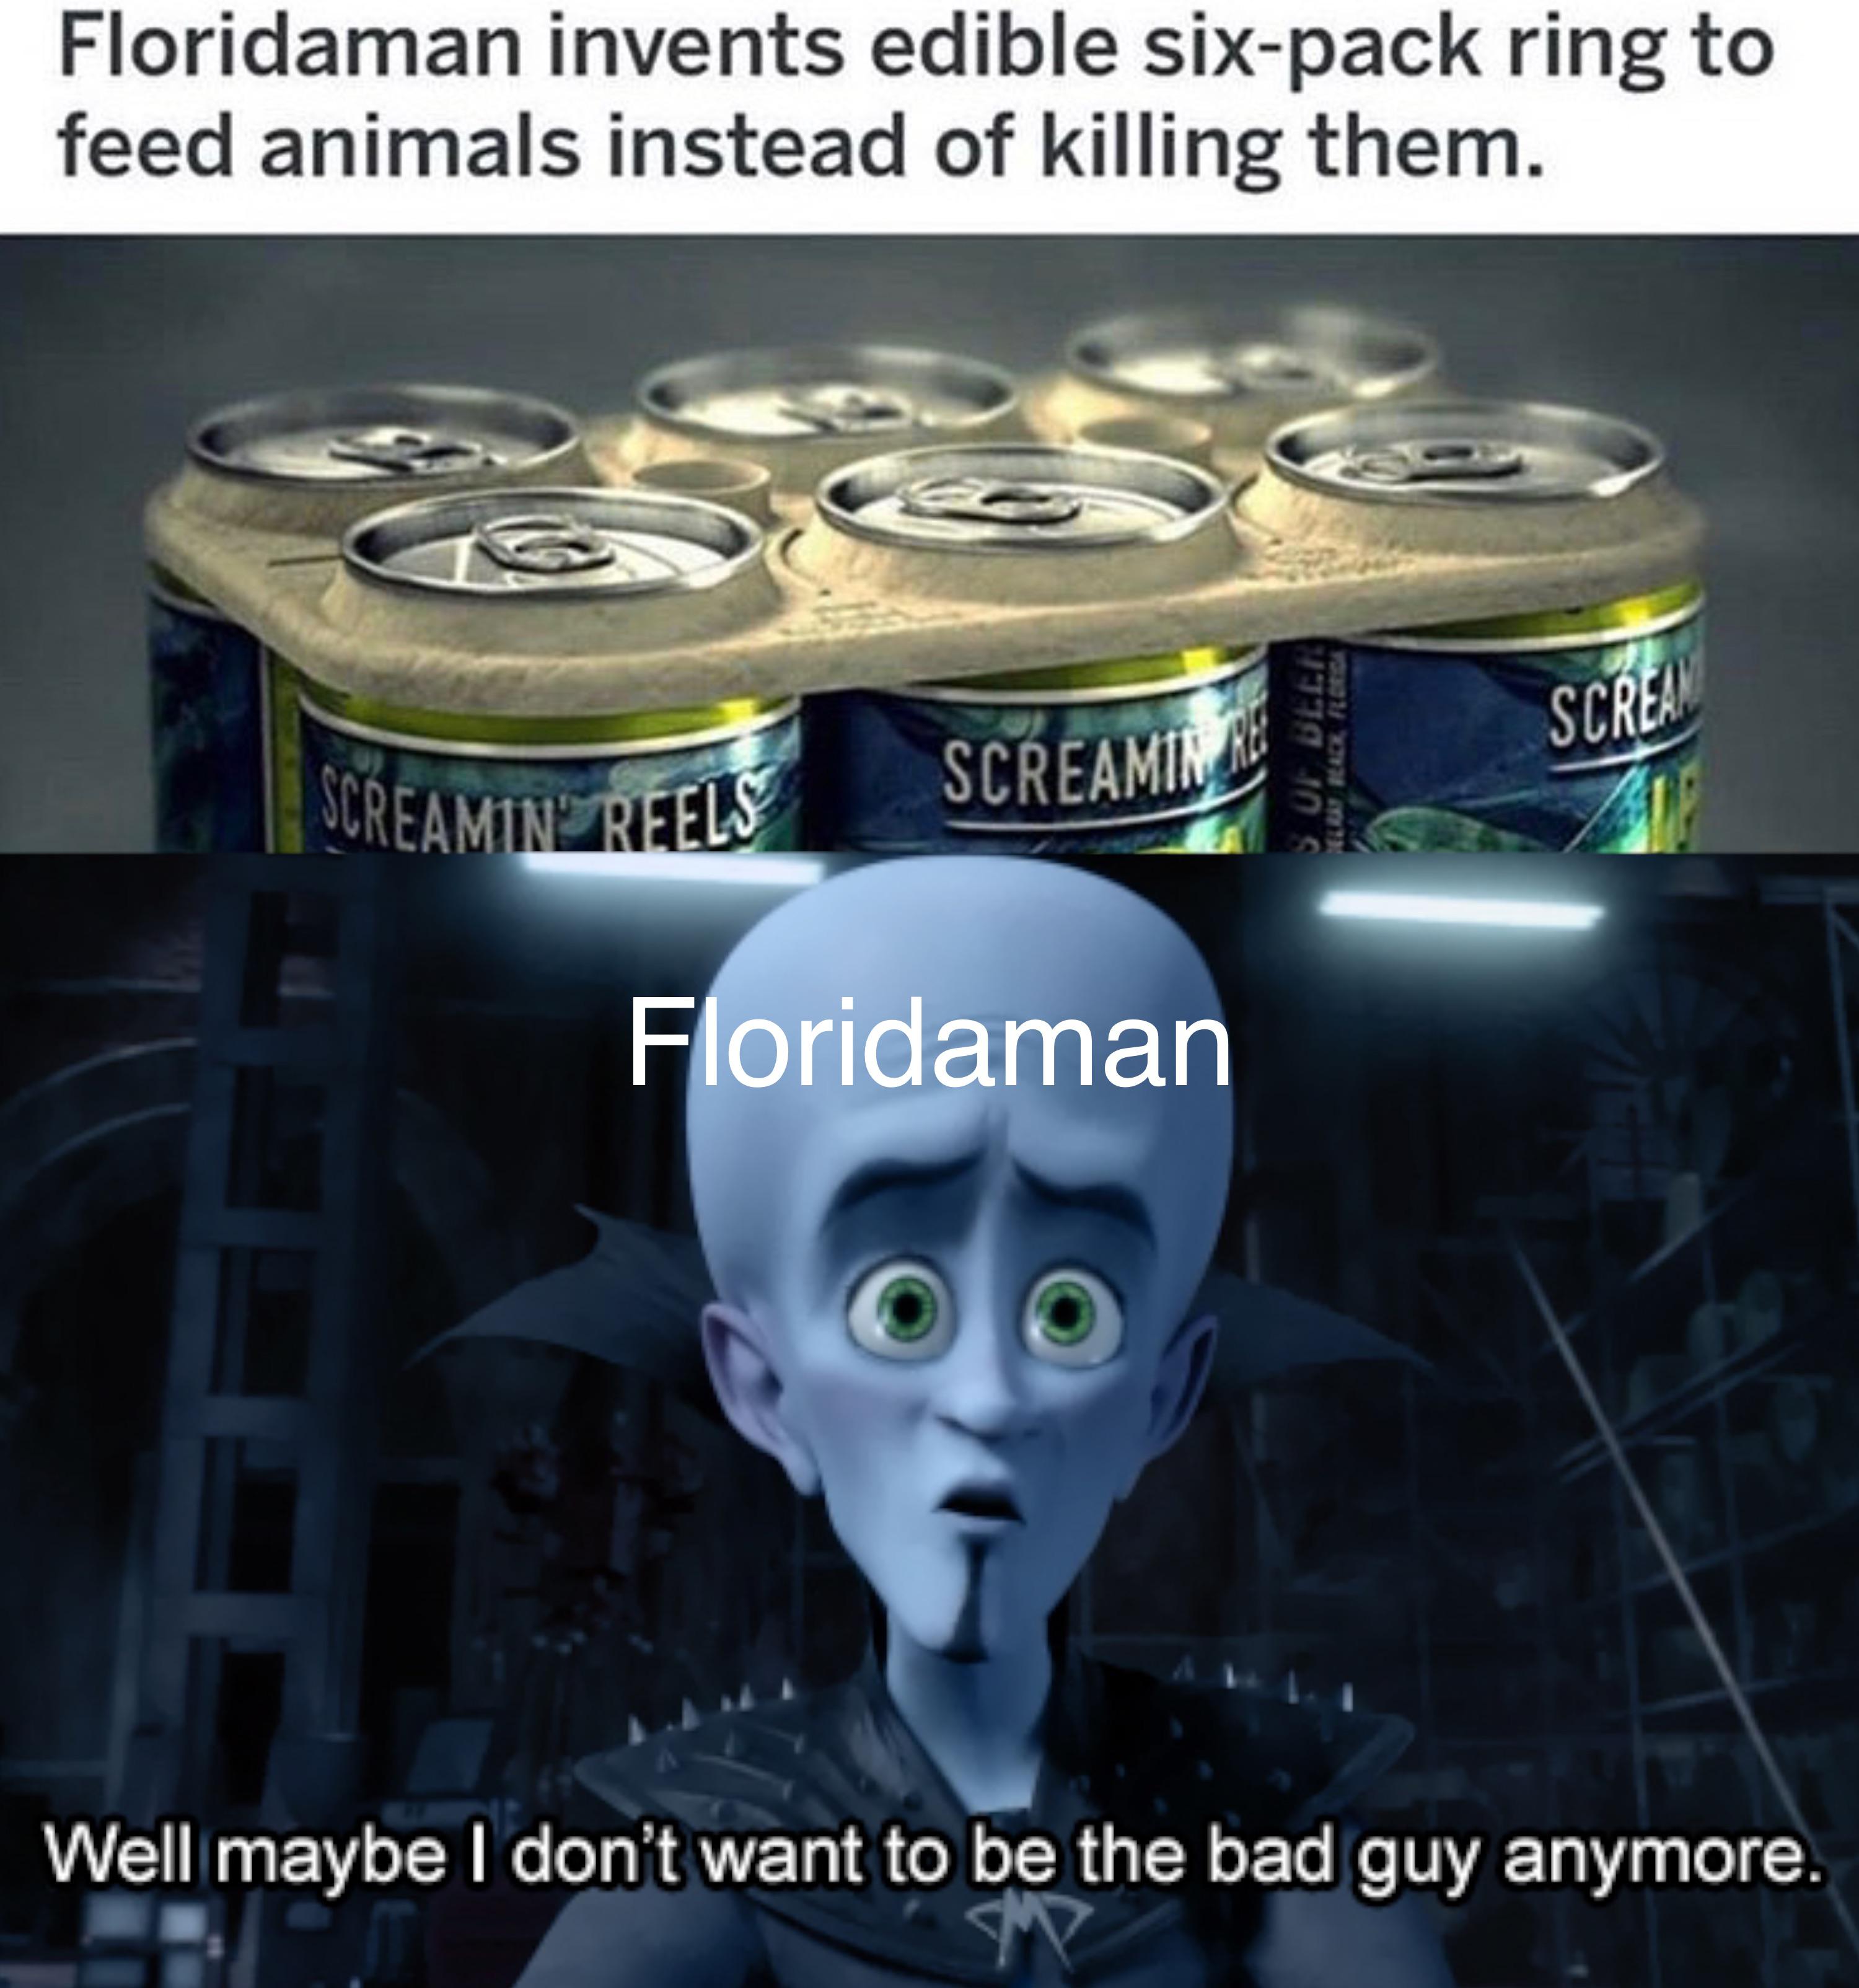 Floridaman invents edible six-pack ring to
feed animals instead of killing them.
SCREAMIN' REELS
SCREAMIN' REE
SCREAM
Floridaman
Well maybe I don't want to be the bad guy anymore.
M